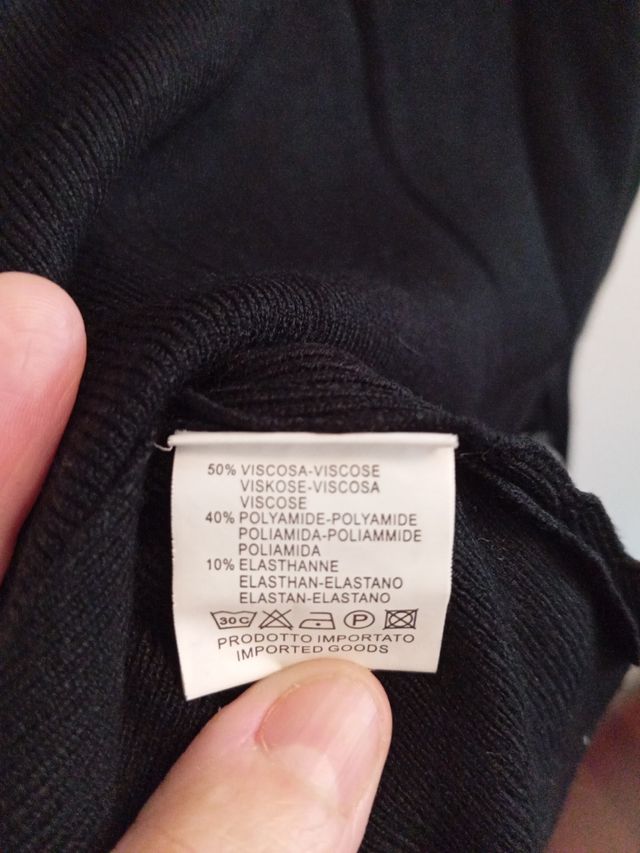 50% VISCOSA-VISCOSE
VISKOSE-VISCOSA
VISCOSE
40% POLYAMIDE-POLYAMIDE
POLIAMIDA-POLIAMMIDE
POLIAMIDA
10% ELASTHANNE
ELASTHAN-ELASTANO
ELASTAN-ELASTANO
30C P
PRODOTTO IMPORTATO
IMPORTED GOODS